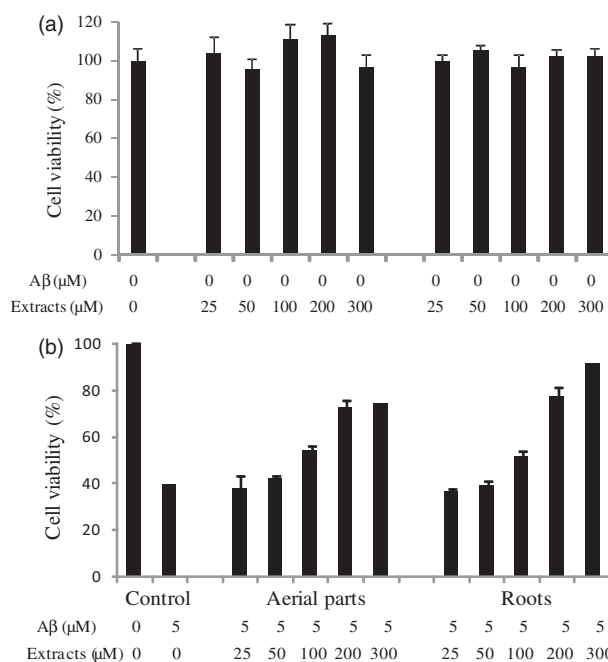 (a)
120
100
80
60
40
20
0
Cell viability (%)
Aβ (μM) 0 0 0 0 0 0 0 0 0 0
Extracts (μM) 0 25 50 100 200 300 25 50 100 200 300
(b)
100
80
60
40
20
0
Cell viability (%)
Control Aerial parts Roots
Aβ (μM) 0 5 5 5 5 5 5 5 5 5 5 5
Extracts (μM) 0 0 25 50 100 200 300 25 50 100 200 300